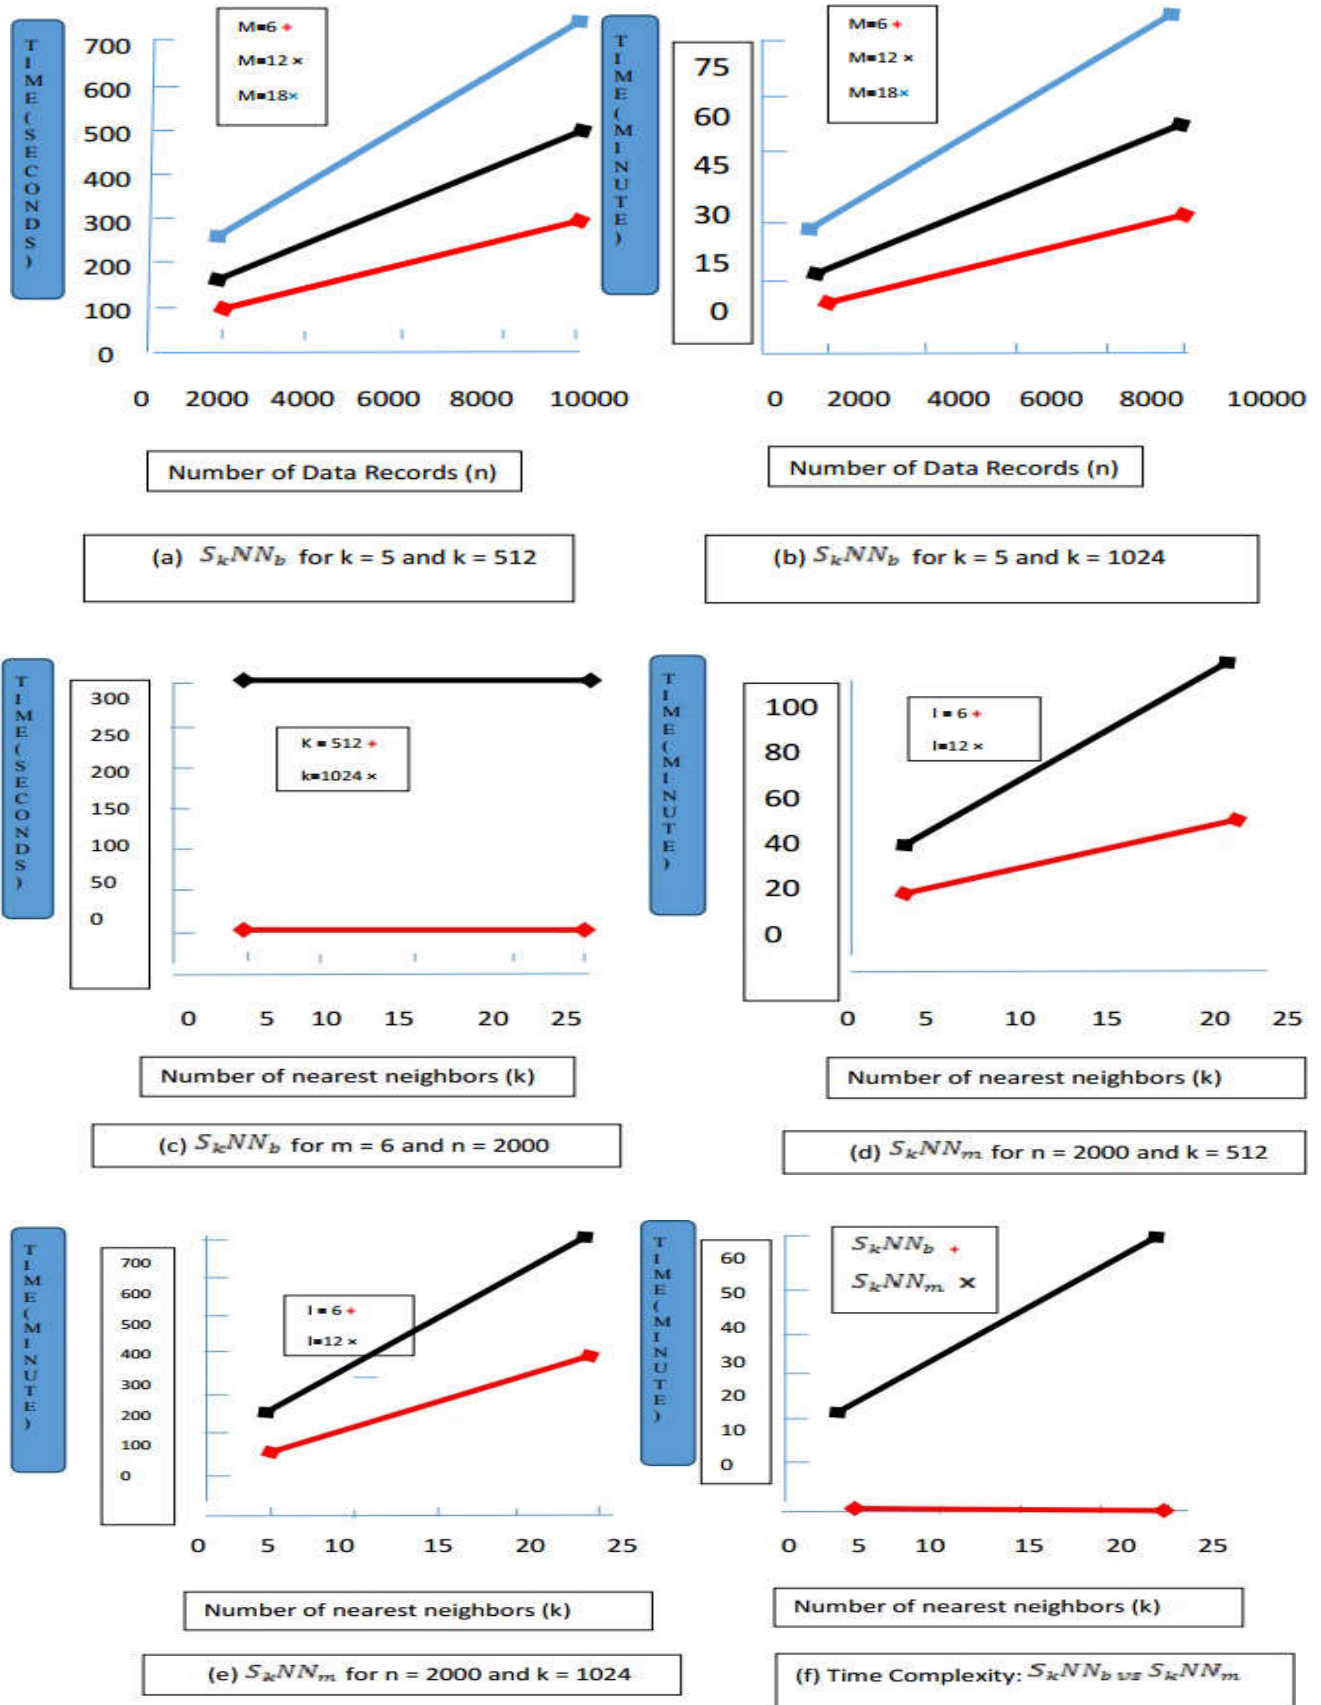 TIME(SECONDS)
700
600
500
400
300
200
100
0
M=6 +
M=12 ×
M=18×
0 2000 4000 6000 8000 10000
Number of Data Records (n)
(a) SkNNb for k = 5 and k = 512
TIME(MINUTE)
75
60
45
30
15
0
M=6 +
M=12 ×
M=18×
0 2000 4000 6000 8000 10000
Number of Data Records (n)
(b) SkNNb for k = 5 and k = 1024
TIME(SECONDS)
300
250
200
150
100
50
0
K = 512 +
k=1024 ×
0 5 10 15 20 25
Number of nearest neighbors (k)
(c) SkNNb for m = 6 and n = 2000
TIME(MINUTE)
100
80
60
40
20
0
l = 6 +
l=12 ×
0 5 10 15 20 25
Number of nearest neighbors (k)
(d) SkNNm for n = 2000 and k = 512
TIME(MINUTE)
700
600
500
400
300
200
100
0
l = 6 +
l=12 ×
0 5 10 15 20 25
Number of nearest neighbors (k)
(e) SkNNm for n = 2000 and k = 1024
TIME(MINUTE)
60
50
40
30
20
10
0
SkNNb +
SkNNm ×
0 5 10 15 20 25
Number of nearest neighbors (k)
(f) Time Complexity: SkNNb vs SkNNm